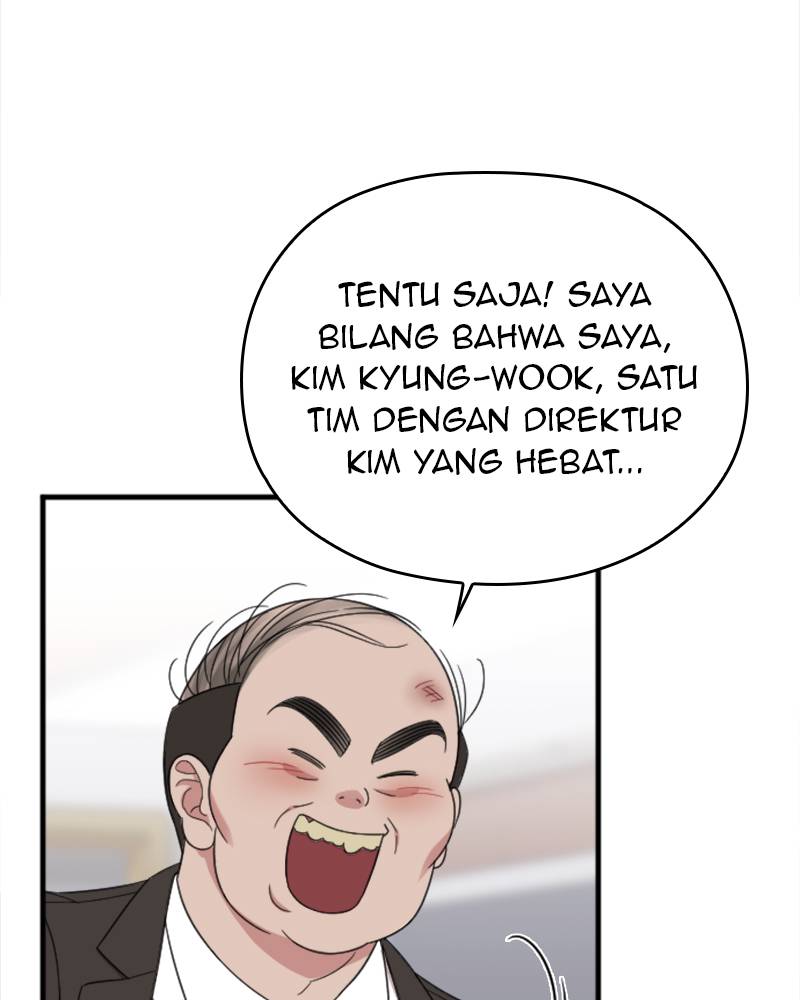 TENTU SAJA! SAYA
BILANG BAHWA SAYA,
KIM KYUNG-WOOK, SATU
TIM DENGAN DIREKTUR
KIM YANG HEBAT...